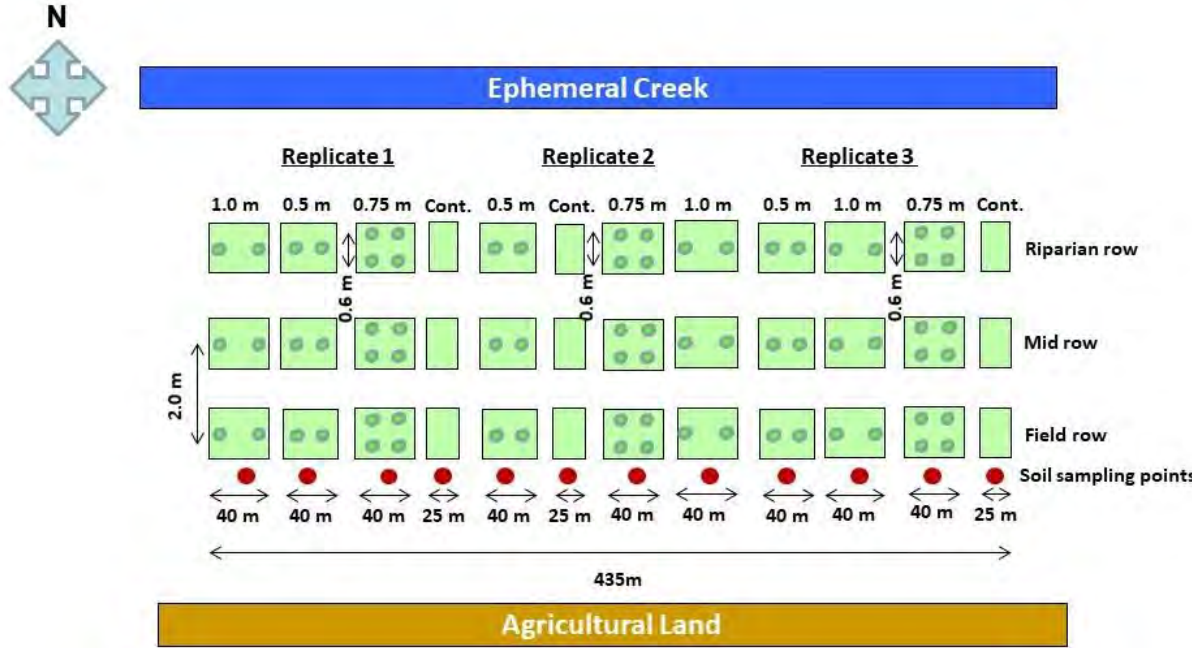 N
Ephemeral Creek
Replicate 1 Replicate 2 Replicate 3
1.0 m 0.5 m 0.75 m Cont. 0.5 m Cont. 0.75 m 1.0 m 0.5 m 1.0 m 0.75 m Cont.
Riparian row
0.6 m 0.6 m 0.6 m
Mid row
2.0 m
Field row
Soil sampling points
40 m 40 m 40 m 25 m 40 m 25 m 40 m 40 m 40 m 40 m 40 m 25 m
435m
Agricultural Land